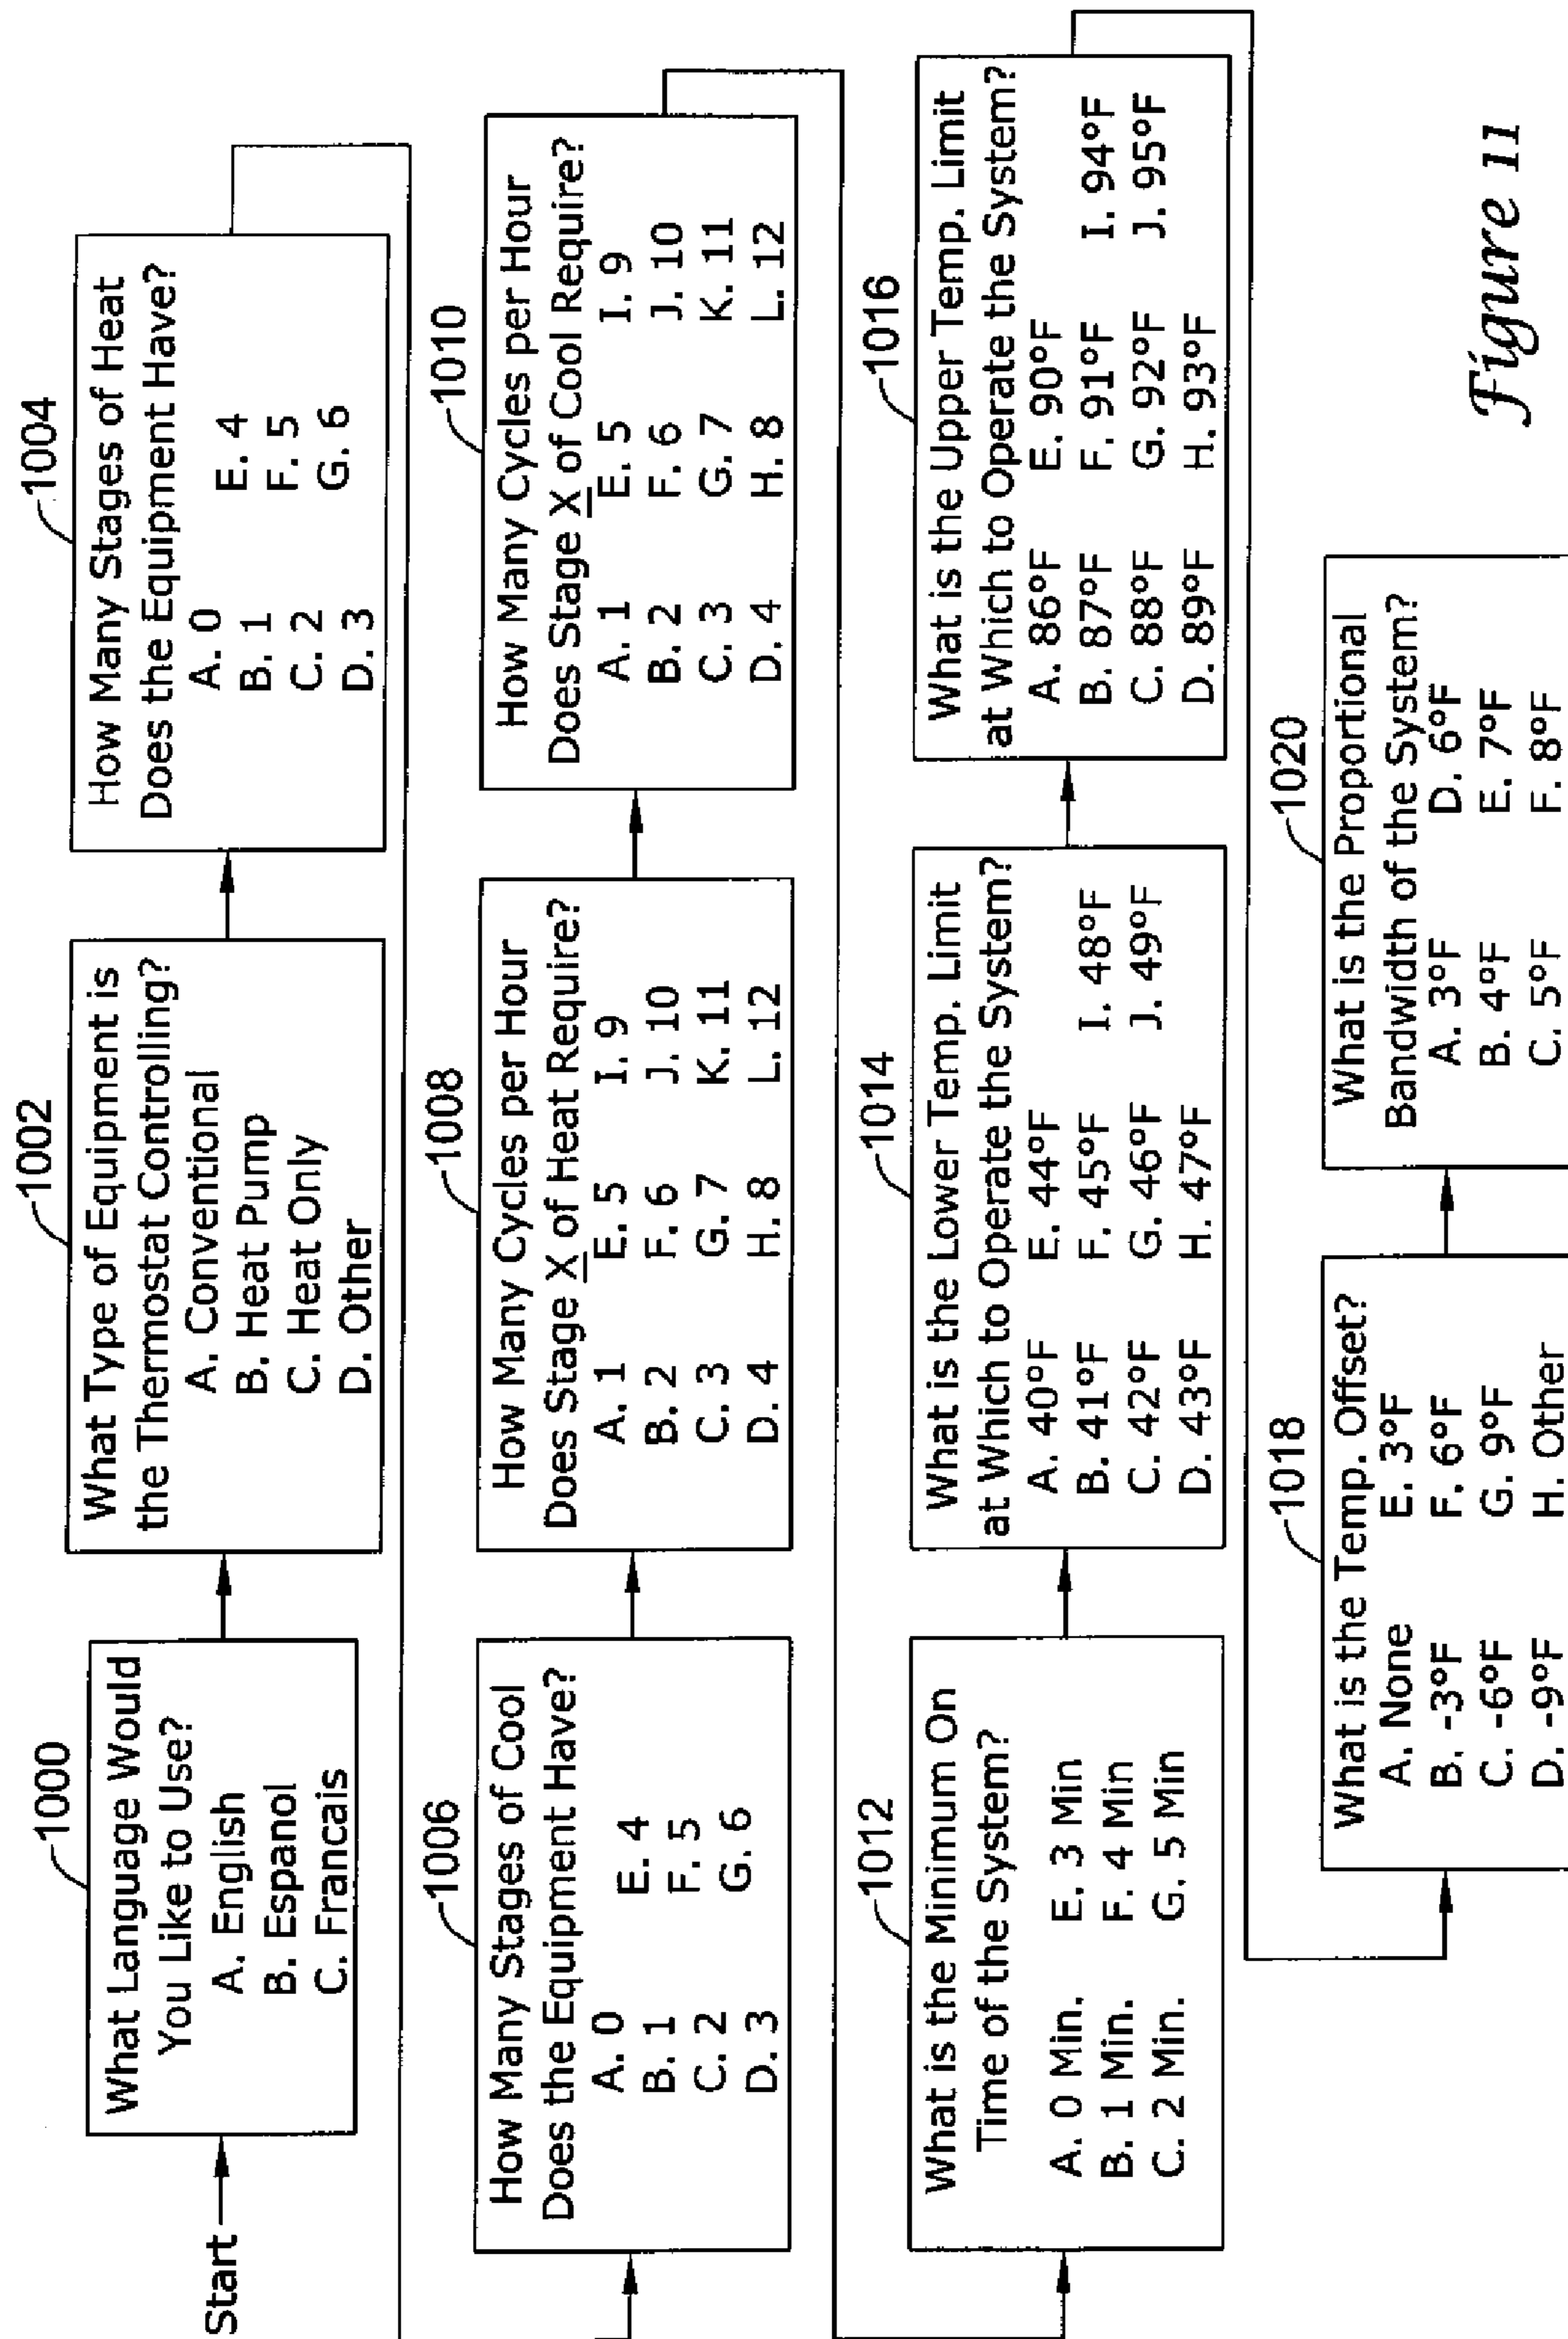 Start
1000
What Language Would
You Like to Use?
A. English
B. Espanol
C. Francais
1002
What Type of Equipment is
the Thermostat Controlling?
A. Conventional
B. Heat Pump
C. Heat Only
D. Other
1004
How Many Stages of Heat
Does the Equipment Have?
A. 0
B. 1 E. 4
C. 2 F. 5
D. 3 G. 6
1006
How Many Stages of Cool
Does the Equipment Have?
A. 0
B. 1 E. 4
C. 2 F. 5
D. 3 G. 6
1008
How Many Cycles per Hour
Does Stage X of Heat Require?
A. 1 E. 5 I. 9
B. 2 F. 6 J. 10
C. 3 G. 7 K. 11
D. 4 H. 8 L. 12
1010
How Many Cycles per Hour
Does Stage X of Cool Require?
A. 1 E. 5 I. 9
B. 2 F. 6 J. 10
C. 3 G. 7 K. 11
D. 4 H. 8 L. 12
1012
What is the Minimum On
Time of the System?
A. 0 Min. E. 3 Min
B. 1 Min. F. 4 Min
C. 2 Min. G. 5 Min
1014
What is the Lower Temp. Limit
at Which to Operate the System?
A. 40°F E. 44°F
B. 41°F F. 45°F I. 48°F
C. 42°F G. 46°F J. 49°F
D. 43°F H. 47°F
1016
What is the Upper Temp. Limit
at Which to Operate the System?
A. 86°F E. 90°F
B. 87°F F. 91°F I. 94°F
C. 88°F G. 92°F J. 95°F
D. 89°F H. 93°F
1018
What is the Temp. Offset?
A. None E. 3°F
B. -3°F F. 6°F
C. -6°F G. 9°F
D. -9°F H. Other
1020
What is the Proportional
Bandwidth of the System?
A. 3°F D. 6°F
B. 4°F E. 7°F
C. 5°F F. 8°F
Figure 11